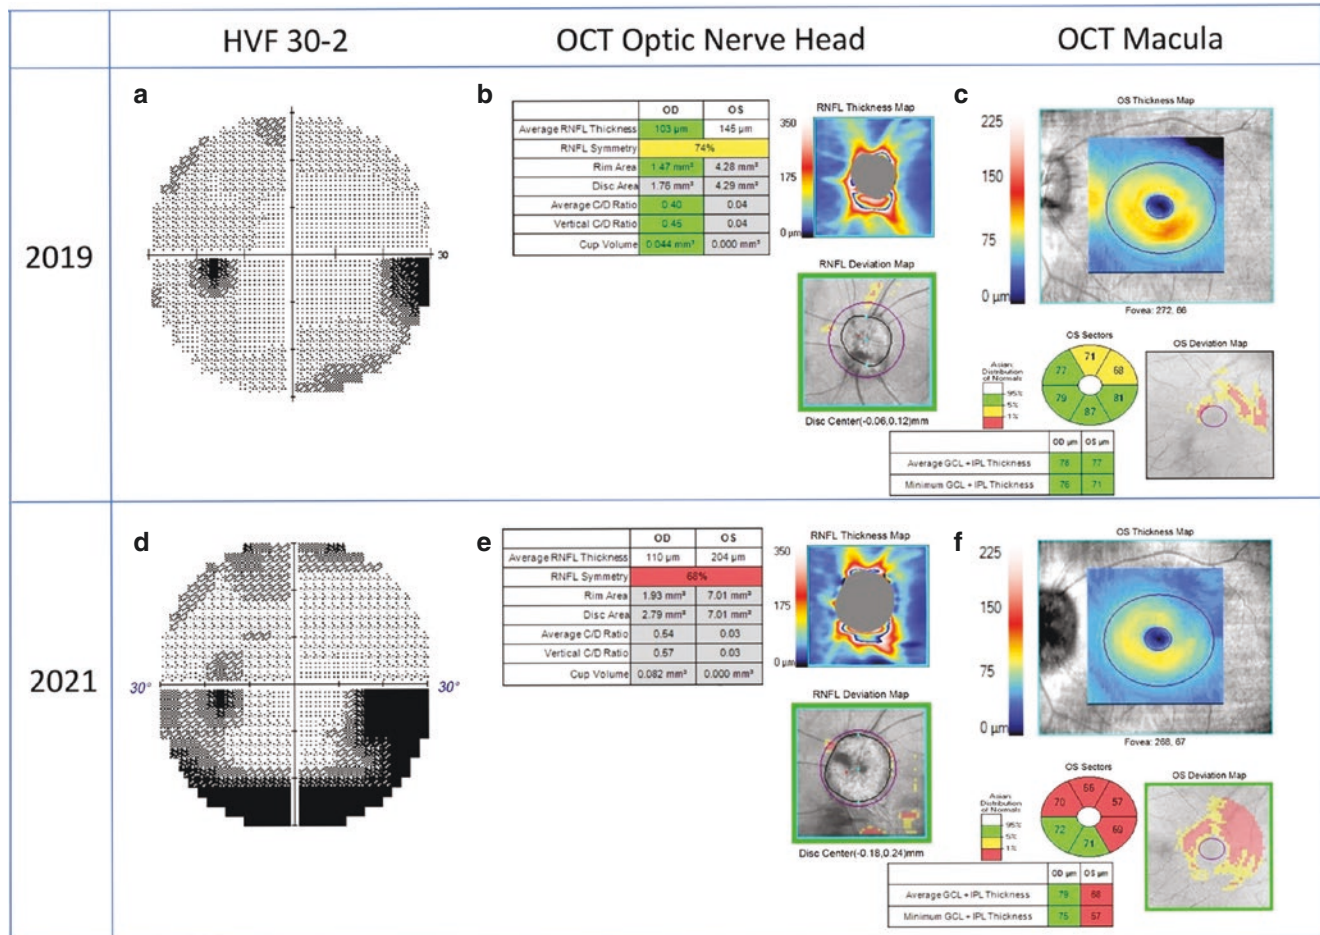 HVF 30-2 OCT Optic Nerve Head OCT Macula
2019
a
30
b
OD OS
Average RNFL Thickness 103 µm 145 µm
RNFL Symmetry 74%
Rim Area 1.47 mm² 4.28 mm²
Disc Area 1.76 mm² 4.29 mm²
Average C/D Ratio 0.40 0.04
Vertical C/D Ratio 0.45 0.04
Cup Volume 0.044 mm³ 0.000 mm³
RNFL Thickness Map
350
175
0 µm
RNFL Deviation Map
Disc Center(-0.06,0.12)mm
c
OS Thickness Map
225
150
75
0 µm
Fovea: 272, 66
OS Sectors
71
77 68
79 81
87
Asian:
Distribution
of Normals
95%
5%
1%
OS Deviation Map
OD µm OS µm
Average GCL + IPL Thickness 78 77
Minimum GCL + IPL Thickness 76 71
2021
d
30° 30°
e
OD OS
Average RNFL Thickness 110 µm 204 µm
RNFL Symmetry 68%
Rim Area 1.93 mm² 7.01 mm²
Disc Area 2.79 mm² 7.01 mm²
Average C/D Ratio 0.54 0.03
Vertical C/D Ratio 0.57 0.03
Cup Volume 0.082 mm³ 0.000 mm³
RNFL Thickness Map
350
175
0 µm
RNFL Deviation Map
Disc Center(-0.18,0.24)mm
f
OS Thickness Map
225
150
75
0 µm
Fovea: 268, 67
OS Sectors
70 57
72
71
Asian:
Distribution
of Normals
95%
5%
1%
OS Deviation Map
OD µm OS µm
Average GCL + IPL Thickness 79
Minimum GCL + IPL Thickness 75 57